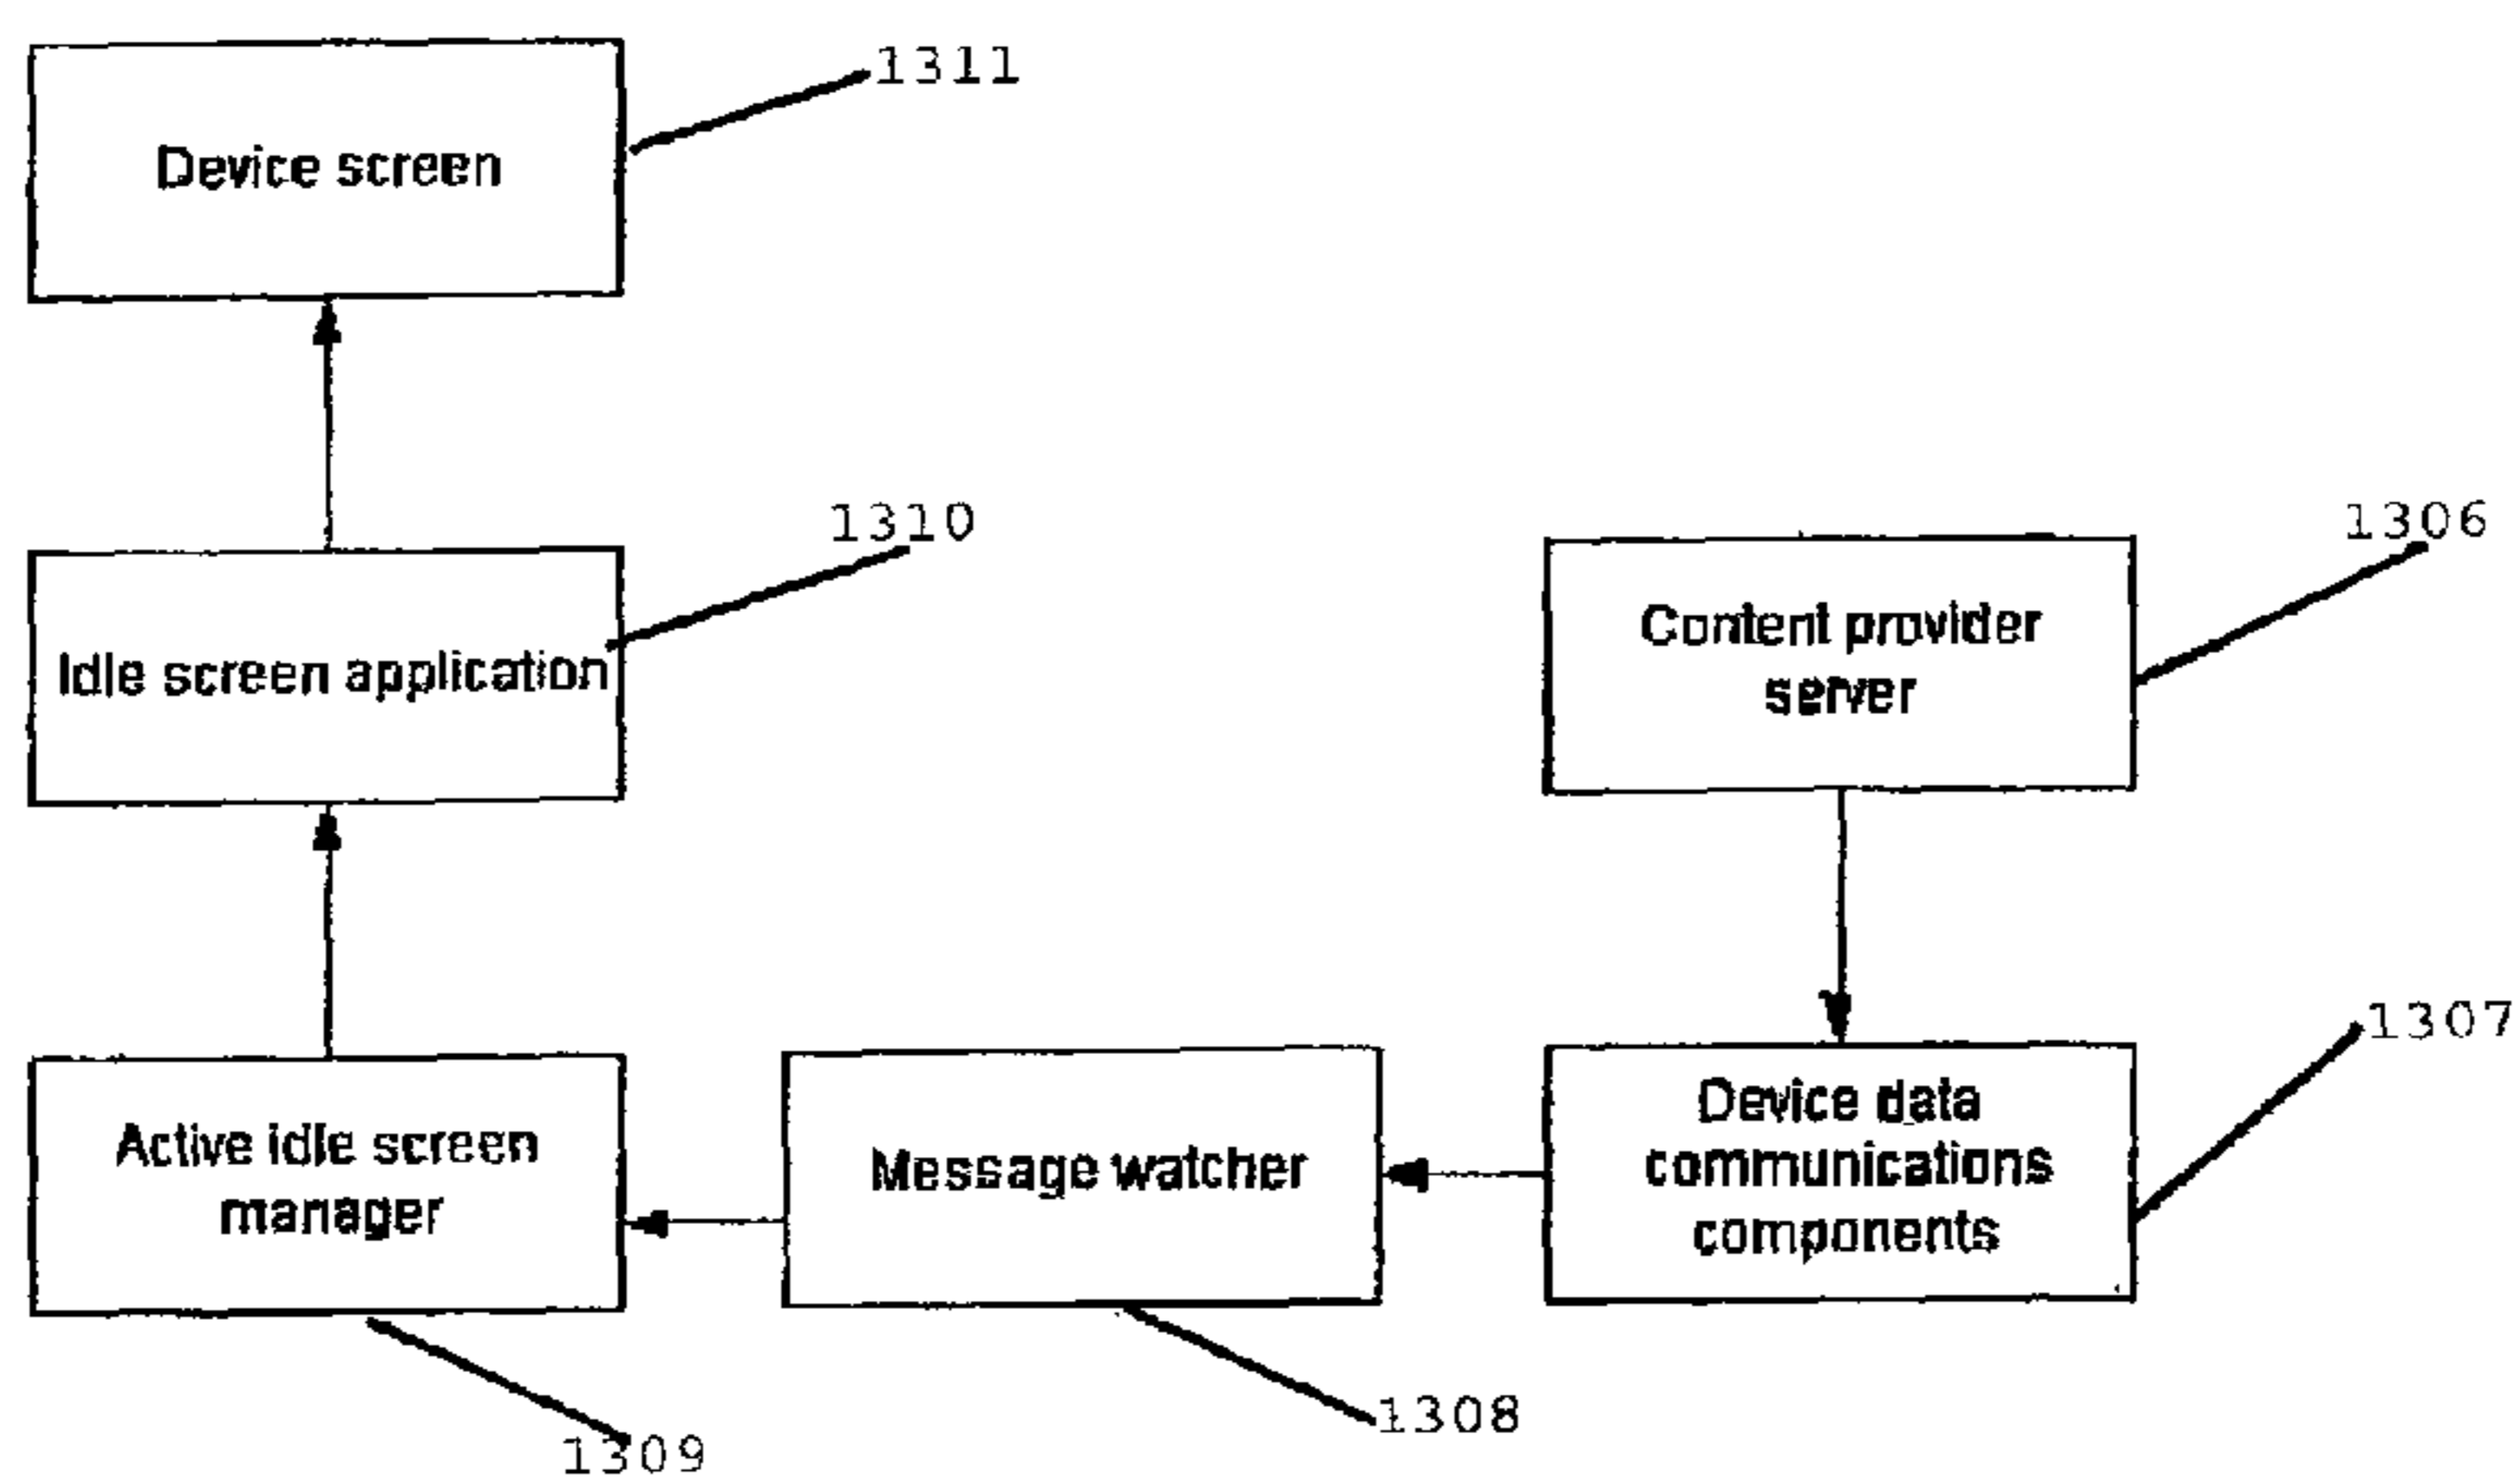 1311
Device screen
1310
1306
Idle screen application
Content provider
server
1307
Active idle screen
manager
Message watcher
Device data
communications
components
1308
1309